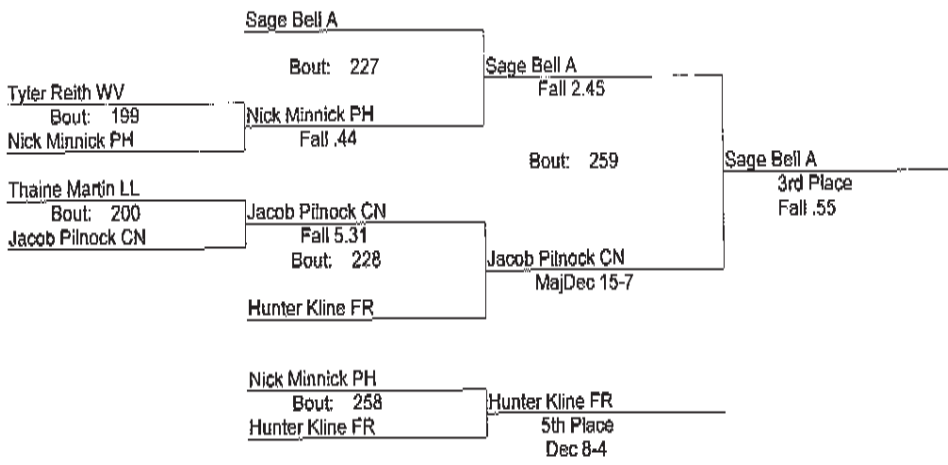 Sage Bell A
Bout: 227
Sage Bell A
Fall 2.45
Tyler Reith WV
Bout: 199
Nick Minnick PH
Nick Minnick PH
Fall .44
Bout: 259
Sage Bell A
3rd Place
Fall .55
Thaine Martin LL
Bout: 200
Jacob Pilnock CN
Jacob Pilnock CN
Fall 5.31
Bout: 228
Jacob Pilnock CN
MajDec 15-7
Hunter Kline FR
Nick Minnick PH
Bout: 258
Hunter Kline FR
Hunter Kline FR
5th Place
Dec 8-4